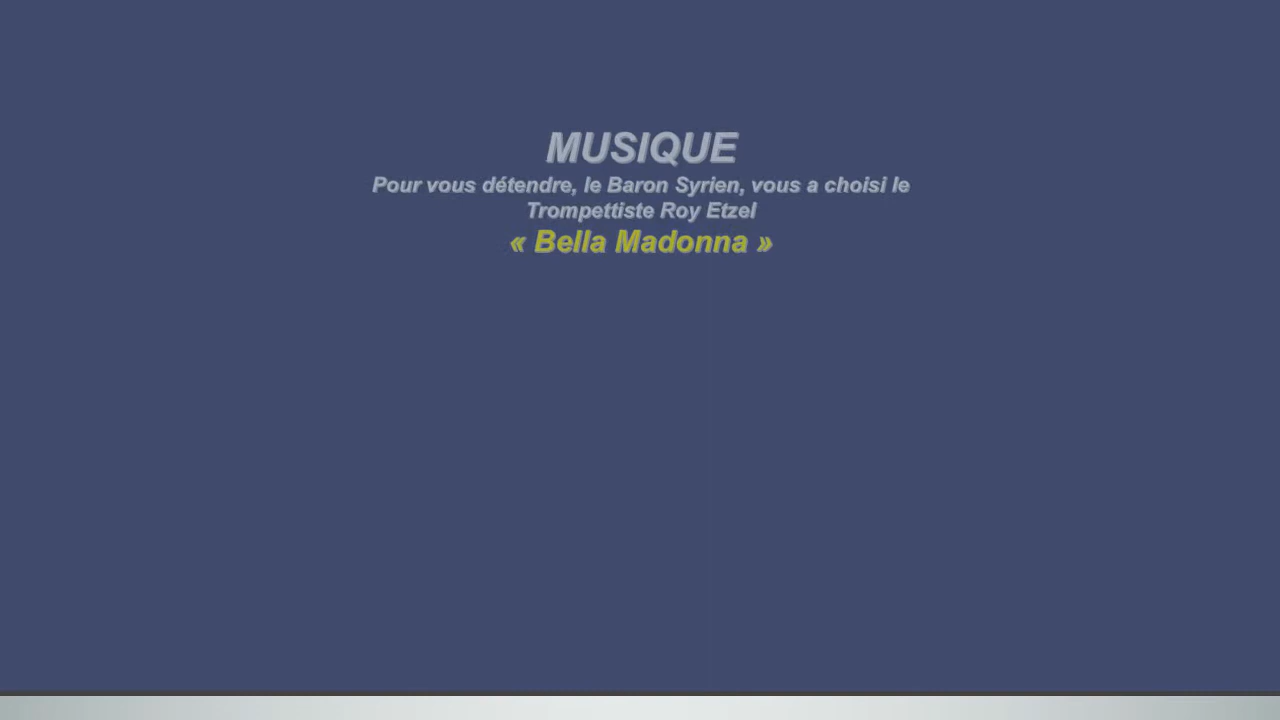 MUSIQUE
Pour vous détendre, le Baron Syrien, vous a choisi le
Trompettiste Roy Etzel
« Bella Madonna »